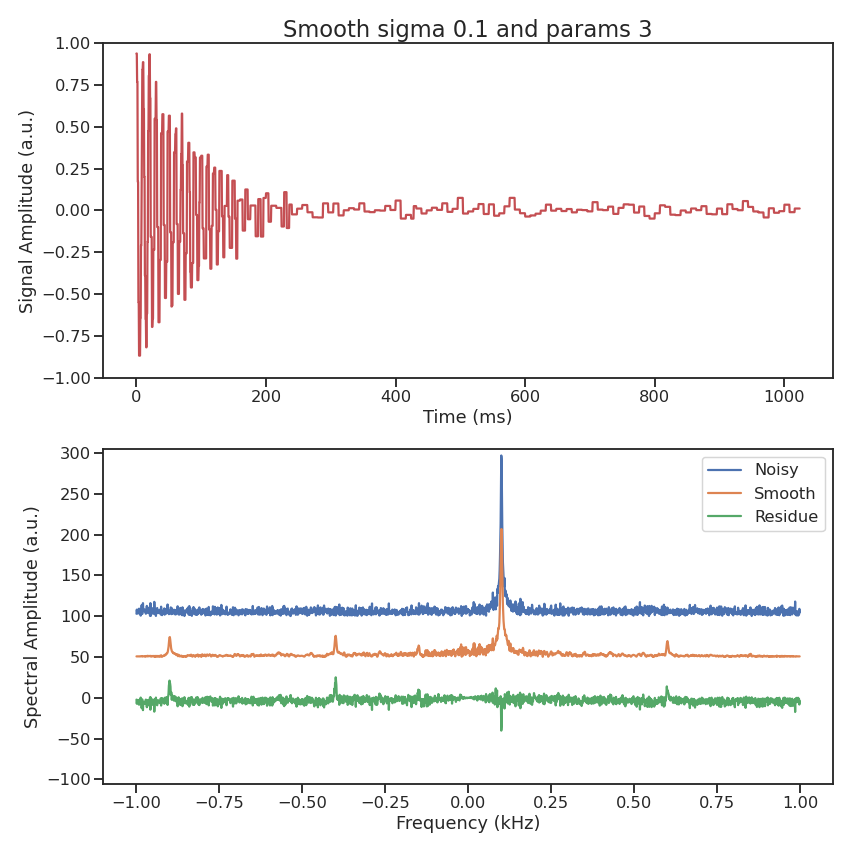 Smooth sigma 0.1 and params 3
Signal Amplitude (a.u.)
1.00
0.75
0.50
0.25
0.00
−0.25
−0.50
−0.75
−1.00
0 200 400 600 800 1000
Time (ms)
Spectral Amplitude (a.u.)
300
250
200
150
100
50
0
−50
−100
Noisy
Smooth
Residue
−1.00 −0.75 −0.50 −0.25 0.00 0.25 0.50 0.75 1.00
Frequency (kHz)